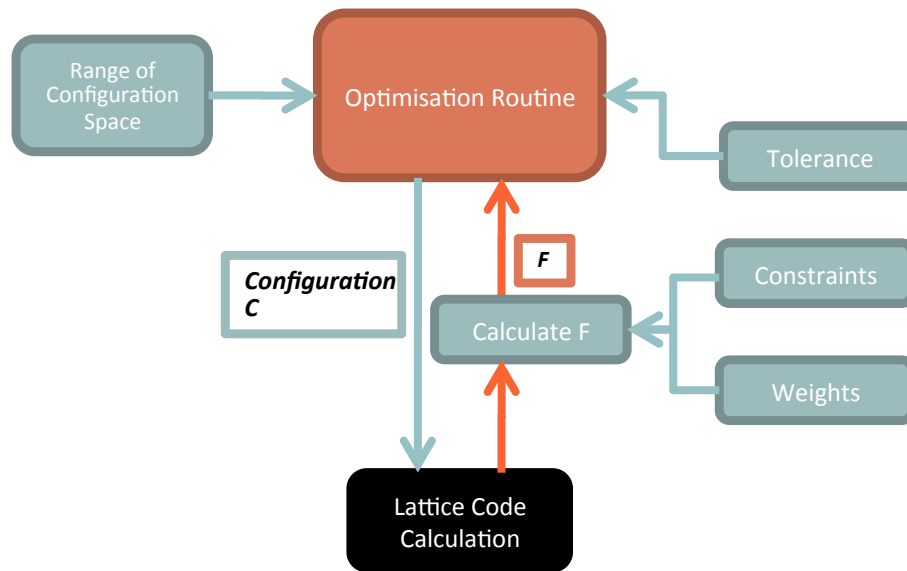 Range of
Configuration
Space
Optimisation Routine
Tolerance
Configuration
C
F
Constraints
Calculate F
Weights
Lattice Code
Calculation